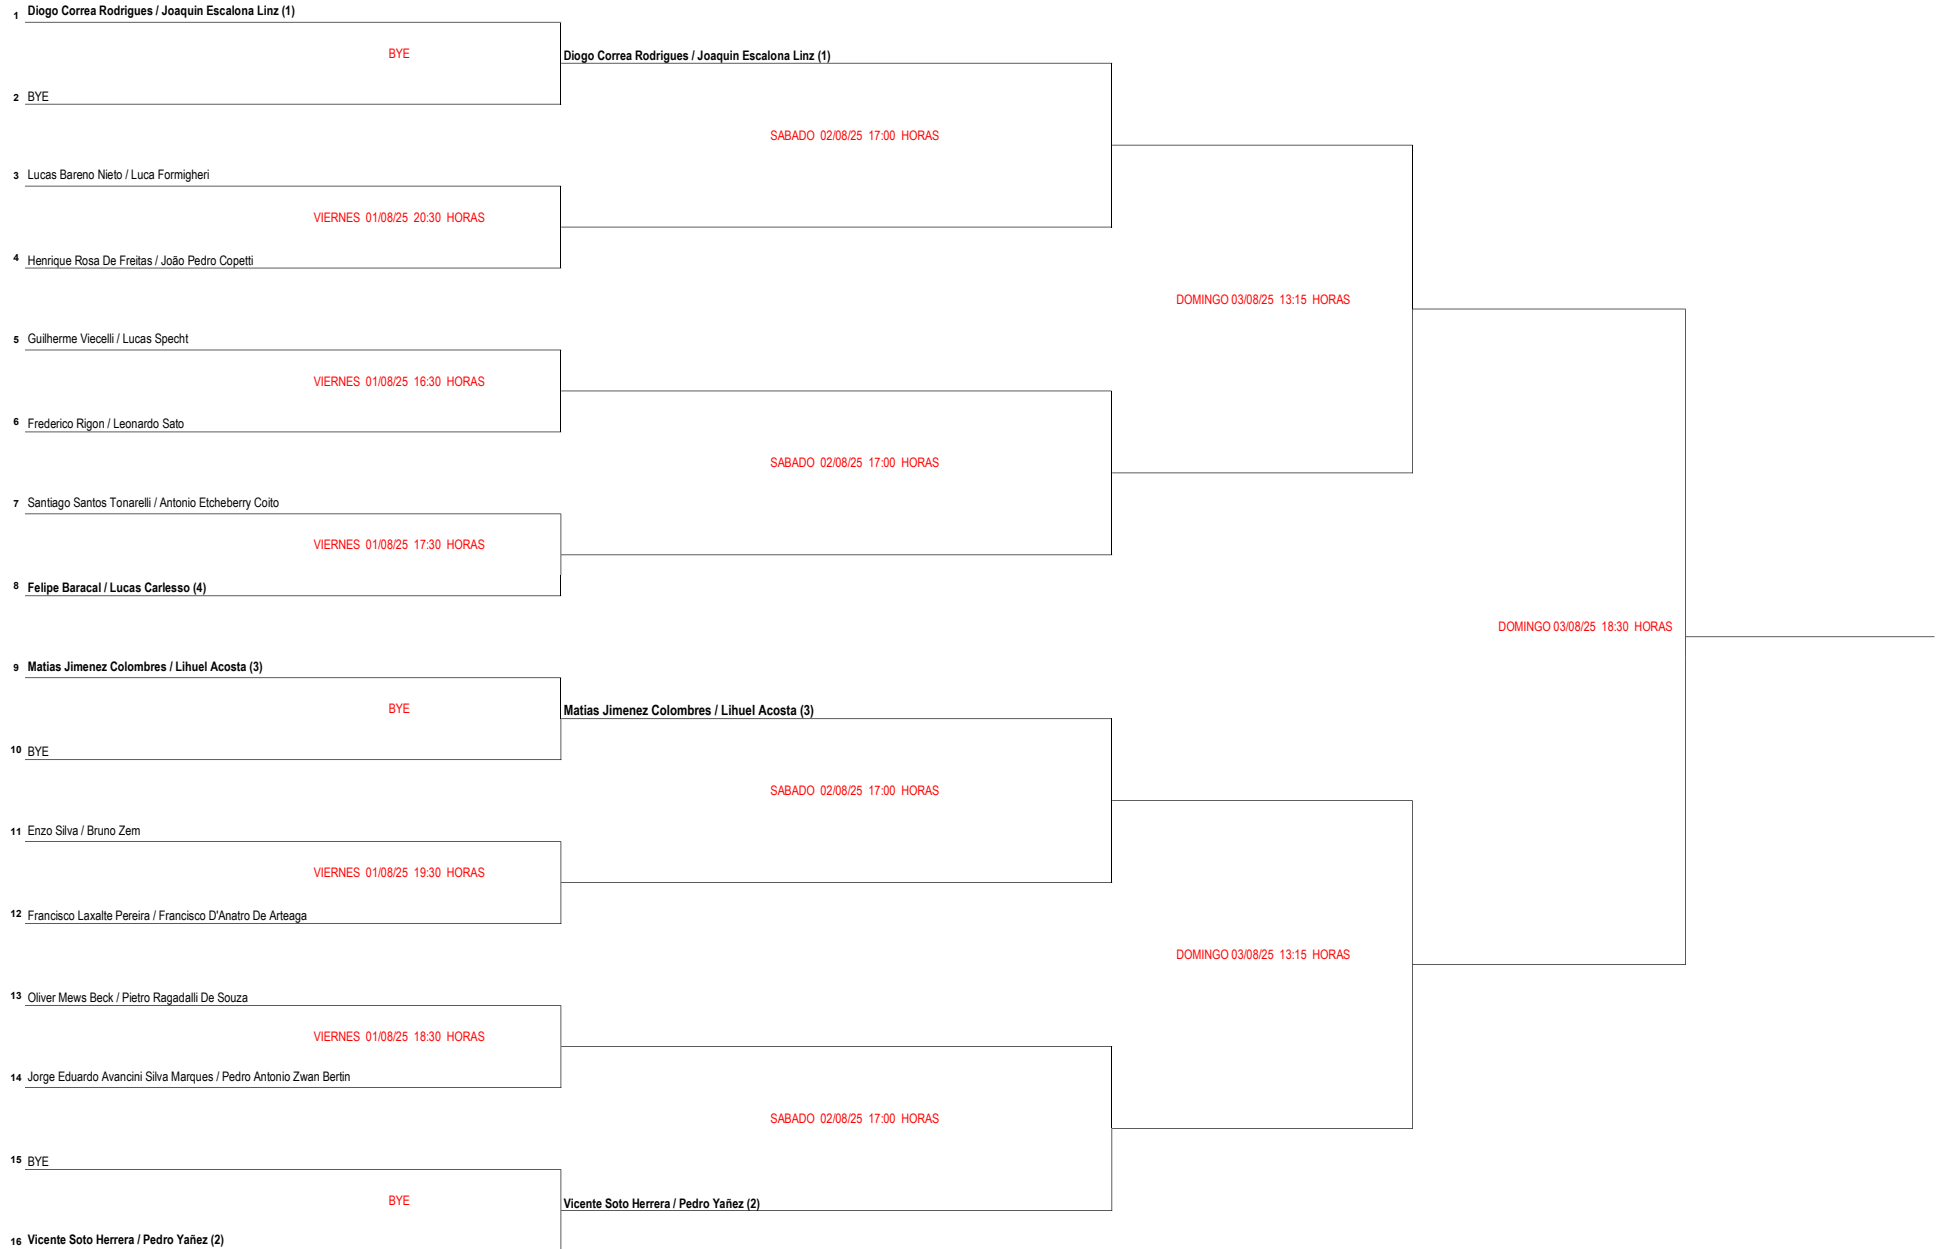 1 Diogo Correa Rodrigues / Joaquin Escalona Linz (1)
BYE
Diogo Correa Rodrigues / Joaquin Escalona Linz (1)
2 BYE
SABADO 02/08/25 17:00 HORAS
3 Lucas Bareno Nieto / Luca Formigheri
VIERNES 01/08/25 20:30 HORAS
4 Henrique Rosa De Freitas / João Pedro Copetti
DOMINGO 03/08/25 13:15 HORAS
5 Guilherme Viecelli / Lucas Specht
VIERNES 01/08/25 16:30 HORAS
6 Frederico Rigon / Leonardo Sato
SABADO 02/08/25 17:00 HORAS
7 Santiago Santos Tonarelli / Antonio Etcheberry Coito
VIERNES 01/08/25 17:30 HORAS
8 Felipe Baracal / Lucas Carlesso (4)
DOMINGO 03/08/25 18:30 HORAS
9 Matias Jimenez Colombres / Lihuel Acosta (3)
BYE
Matias Jimenez Colombres / Lihuel Acosta (3)
10 BYE
SABADO 02/08/25 17:00 HORAS
11 Enzo Silva / Bruno Zem
VIERNES 01/08/25 19:30 HORAS
12 Francisco Laxalte Pereira / Francisco D'Anatro De Arteaga
DOMINGO 03/08/25 13:15 HORAS
13 Oliver Mews Beck / Pietro Ragadalli De Souza
VIERNES 01/08/25 18:30 HORAS
14 Jorge Eduardo Avancini Silva Marques / Pedro Antonio Zwan Bertin
SABADO 02/08/25 17:00 HORAS
15 BYE
BYE
Vicente Soto Herrera / Pedro Yañez (2)
16 Vicente Soto Herrera / Pedro Yañez (2)